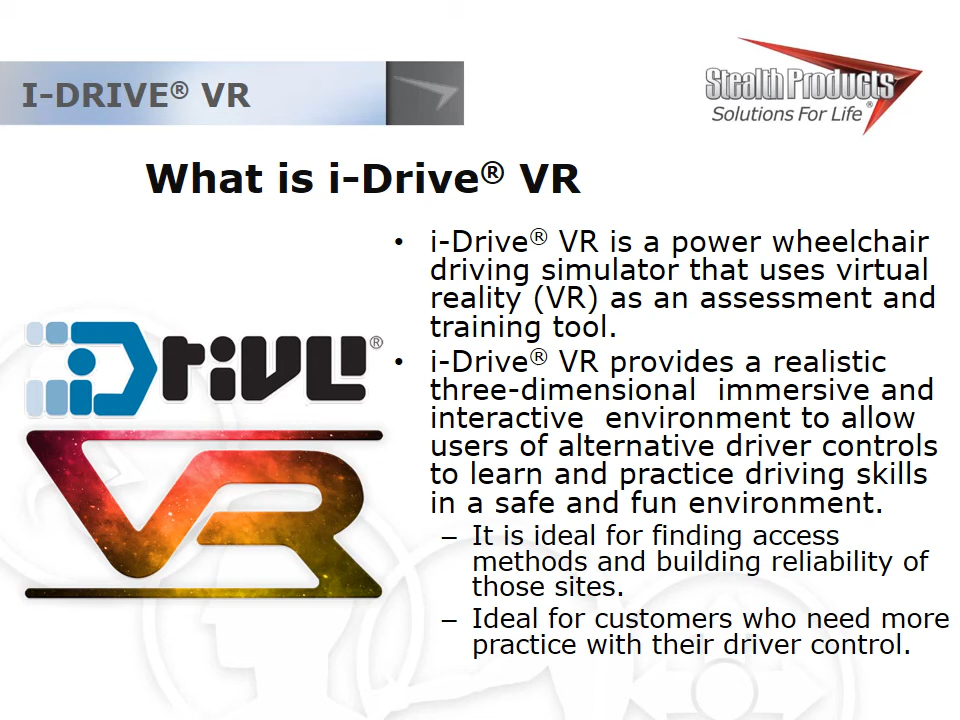 I-DRIVE® VR
Stealth Products®
Solutions For Life
What is i-Drive® VR
• i-Drive® VR is a power wheelchair
driving simulator that uses virtual
reality (VR) as an assessment and
training tool.
• i-Drive® VR provides a realistic
three-dimensional  immersive and
interactive  environment to allow
users of alternative driver controls
to learn and practice driving skills
in a safe and fun environment.
– It is ideal for finding access
methods and building reliability of
those sites.
– Ideal for customers who need more
practice with their driver control.
iDrive®
VR